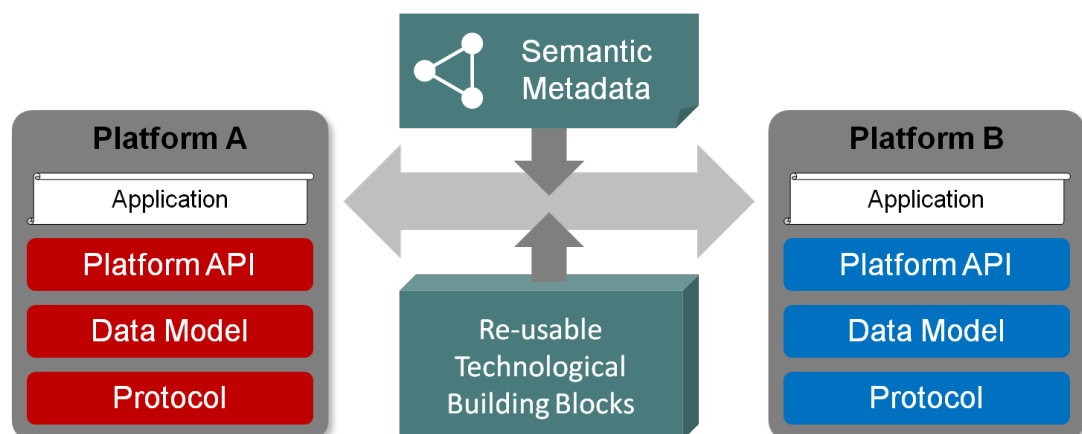 Platform A
Application
Platform API
Data Model
Protocol
Semantic
Metadata
Re-usable
Technological
Building Blocks
Platform B
Application
Platform API
Data Model
Protocol